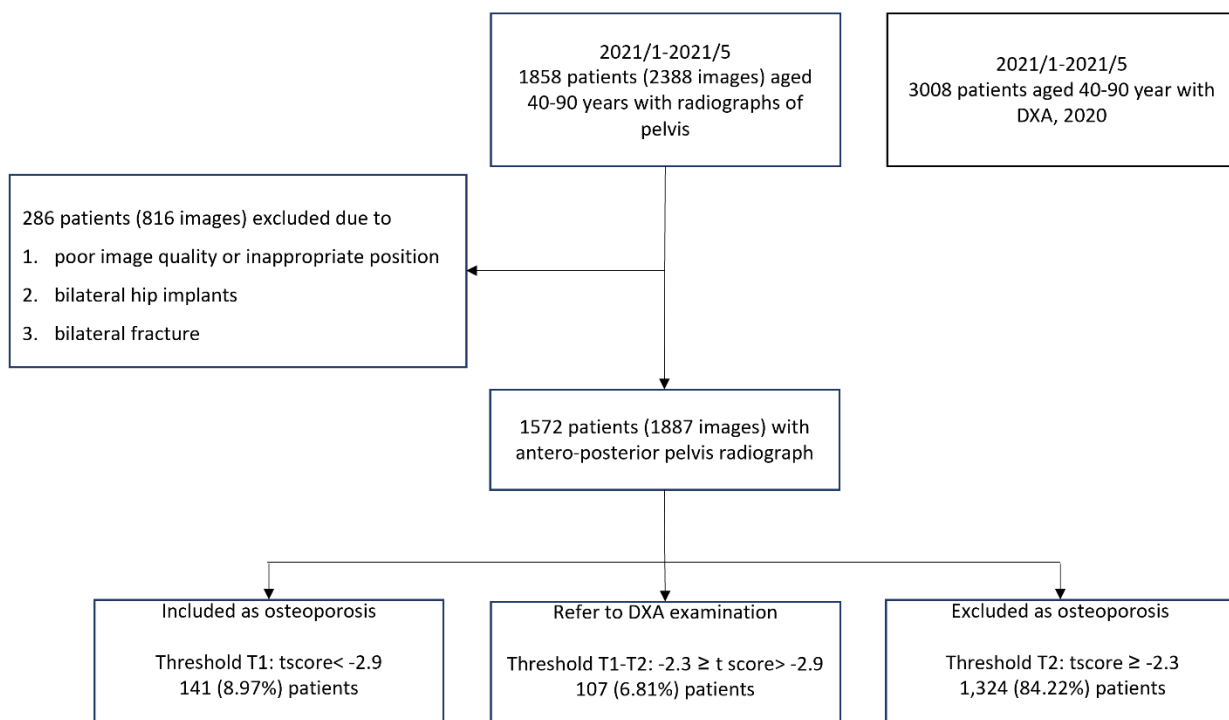 2021/1-2021/5
1858 patients (2388 images) aged
40-90 years with radiographs of
pelvis
2021/1-2021/5
3008 patients aged 40-90 year with
DXA, 2020
286 patients (816 images) excluded due to
1. poor image quality or inappropriate position
2. bilateral hip implants
3. bilateral fracture
1572 patients (1887 images) with
antero-posterior pelvis radiograph
Included as osteoporosis
Threshold T1: tscore< -2.9
141 (8.97%) patients
Refer to DXA examination
Threshold T1-T2: -2.3 ≥ t score> -2.9
107 (6.81%) patients
Excluded as osteoporosis
Threshold T2: tscore ≥ -2.3
1,324 (84.22%) patients